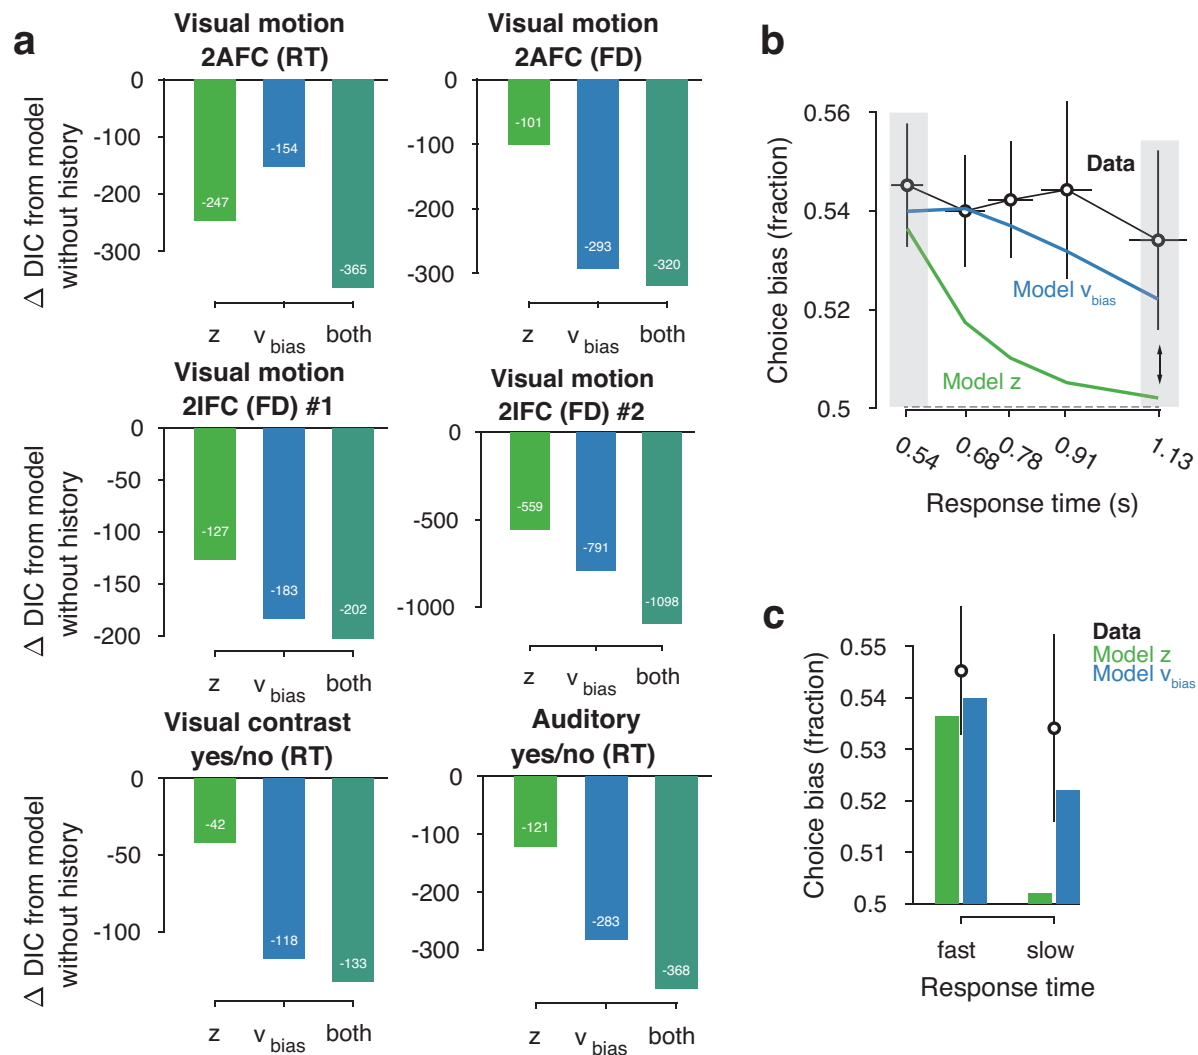 a
Visual motion
2AFC (RT)
Δ DIC from model
without history
0
-100
-200
-300
-247
-154
-365
z
v bias
both
Visual motion
2AFC (FD)
0
-100
-200
-300
-101
-293
-320
z
v bias
both
Visual motion
2IFC (FD) #1
Δ DIC from model
without history
0
-50
-100
-150
-200
-127
-183
-202
z
v bias
both
Visual motion
2IFC (FD) #2
0
-500
-1000
-559
-791
-1098
z
v bias
both
Visual contrast
yes/no (RT)
Δ DIC from model
without history
0
-50
-100
-42
-118
-133
z
v bias
both
Auditory
yes/no (RT)
0
-100
-200
-300
-121
-283
-368
z
v bias
both
b
Choice bias (fraction)
0.56
0.54
0.52
0.5
Data
Model v bias
Model z
0.54
0.68
0.78
0.91
1.13
Response time (s)
c
Choice bias (fraction)
0.55
0.54
0.53
0.52
0.51
0.5
Data
Model z
Model v bias
fast
slow
Response time